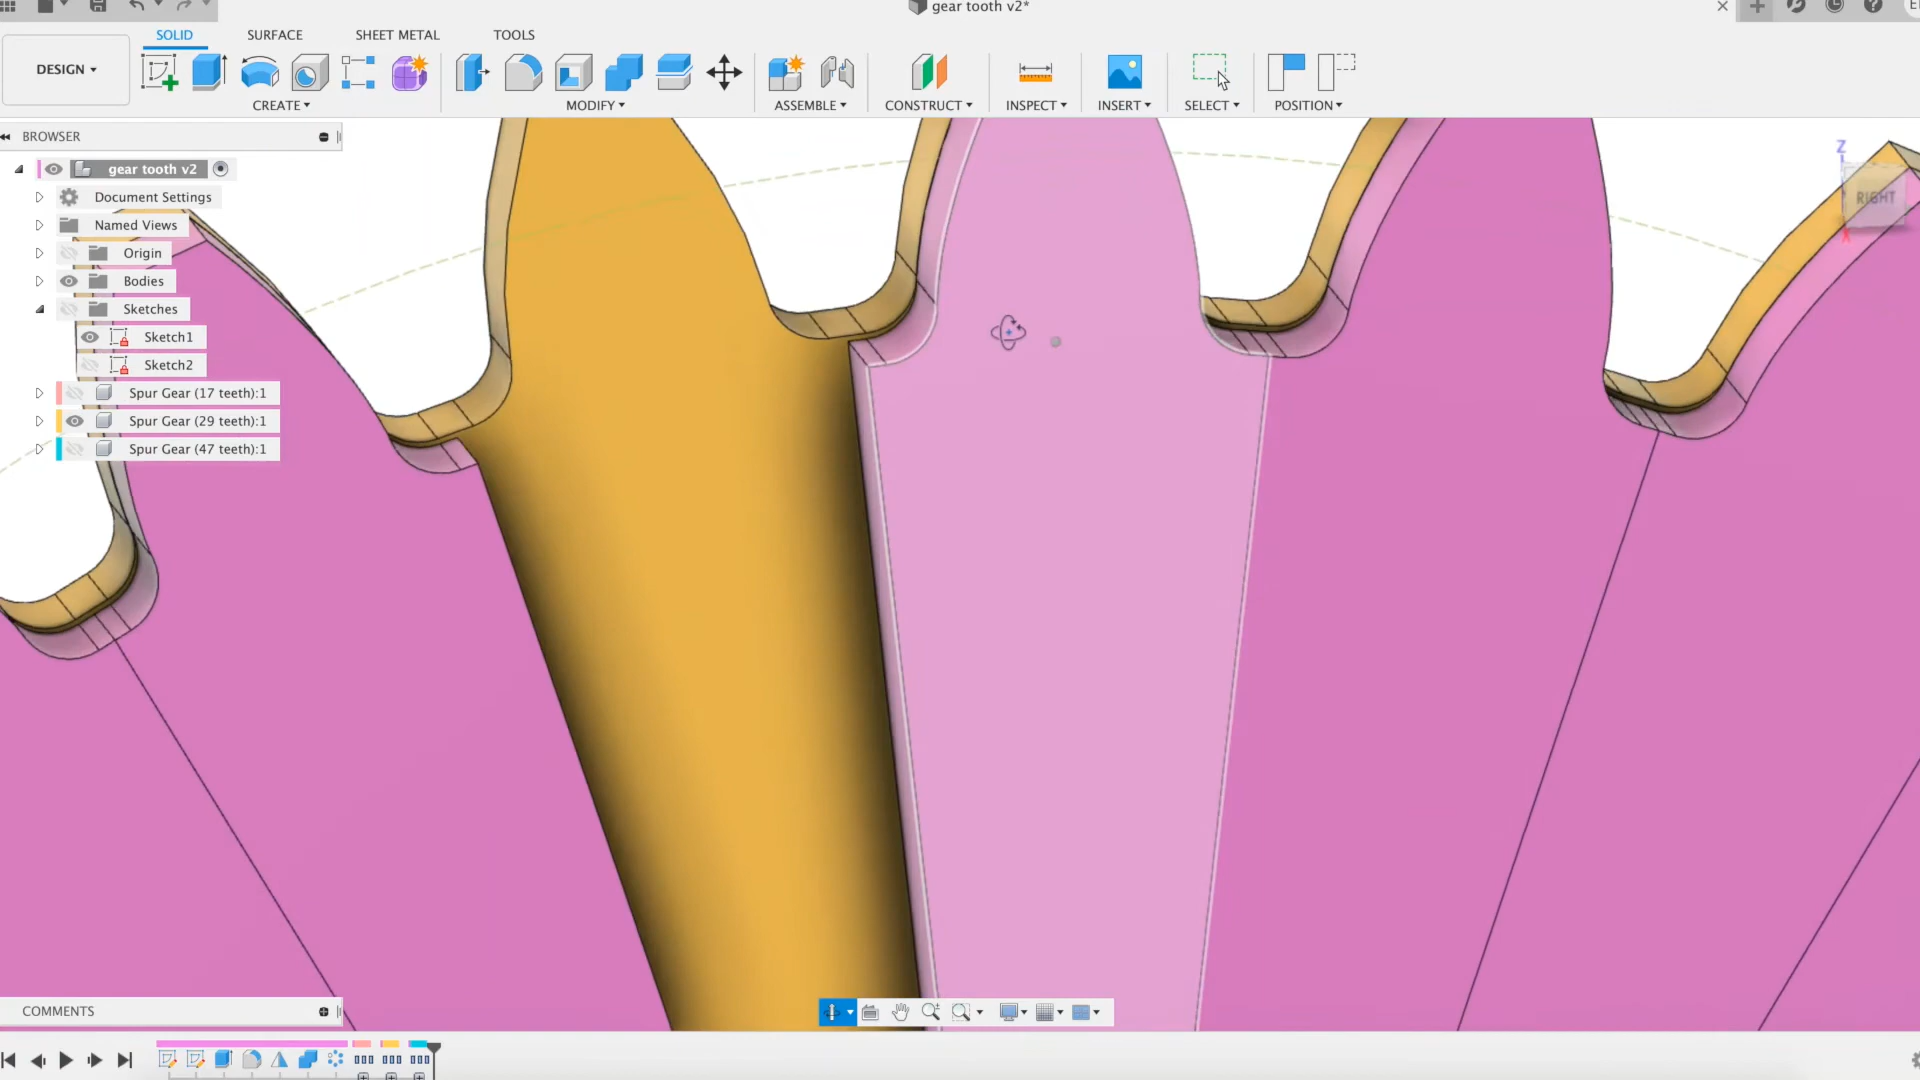 gear tooth v2*
SOLID SURFACE SHEET METAL TOOLS
DESIGN
CREATE MODIFY ASSEMBLE CONSTRUCT INSPECT INSERT SELECT POSITION
BROWSER
gear tooth v2
Document Settings
Named Views
Origin
Bodies
Sketches
Sketch1
Sketch2
Spur Gear (17 teeth):1
Spur Gear (29 teeth):1
Spur Gear (47 teeth):1
Z
RIGHT
X
COMMENTS